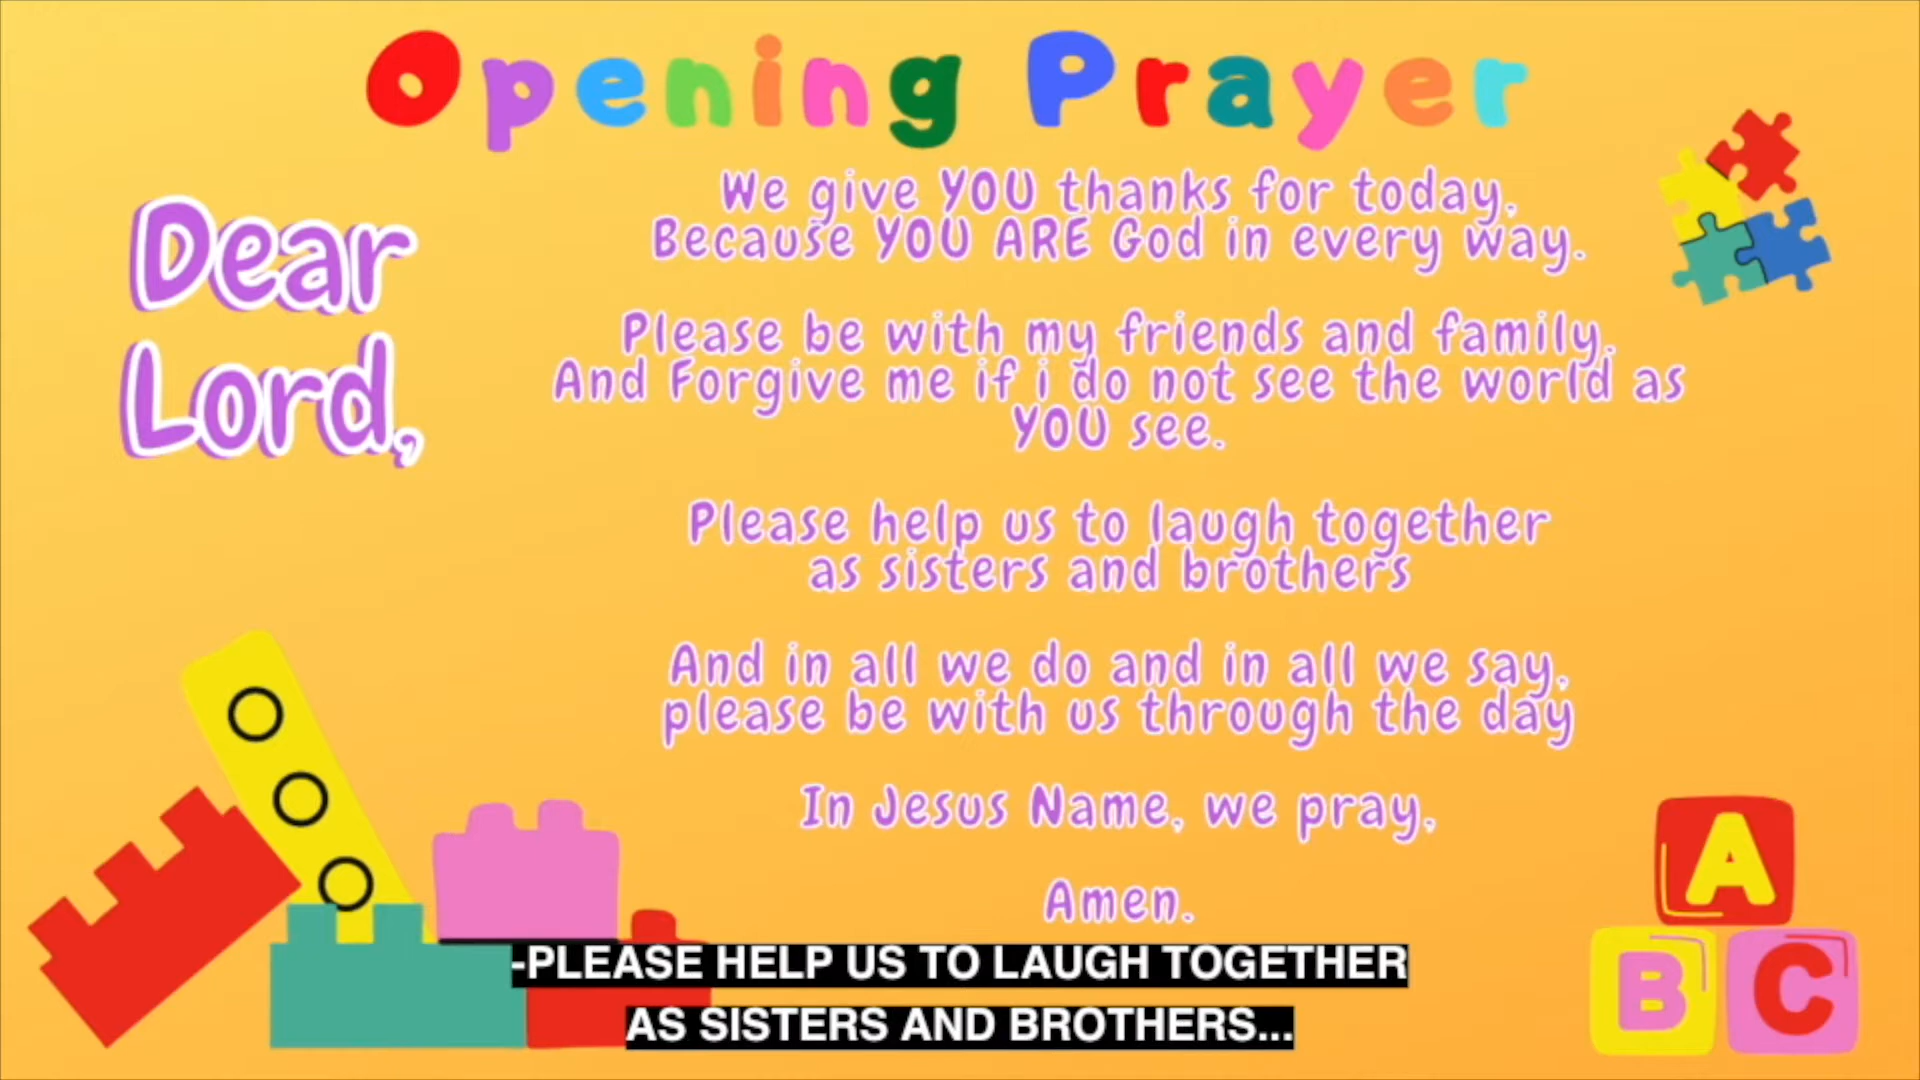 Opening Prayer
Dear
Lord,
We give YOU thanks for today,
Because YOU ARE God in every way.
Please be with my friends and family,
And Forgive me if i do not see the world as
YOU see.
Please help us to laugh together
as sisters and brothers
And in all we do and in all we say,
please be with us through the day
In Jesus Name, we pray,
Amen.
A
B C
-PLEASE HELP US TO LAUGH TOGETHER
AS SISTERS AND BROTHERS...